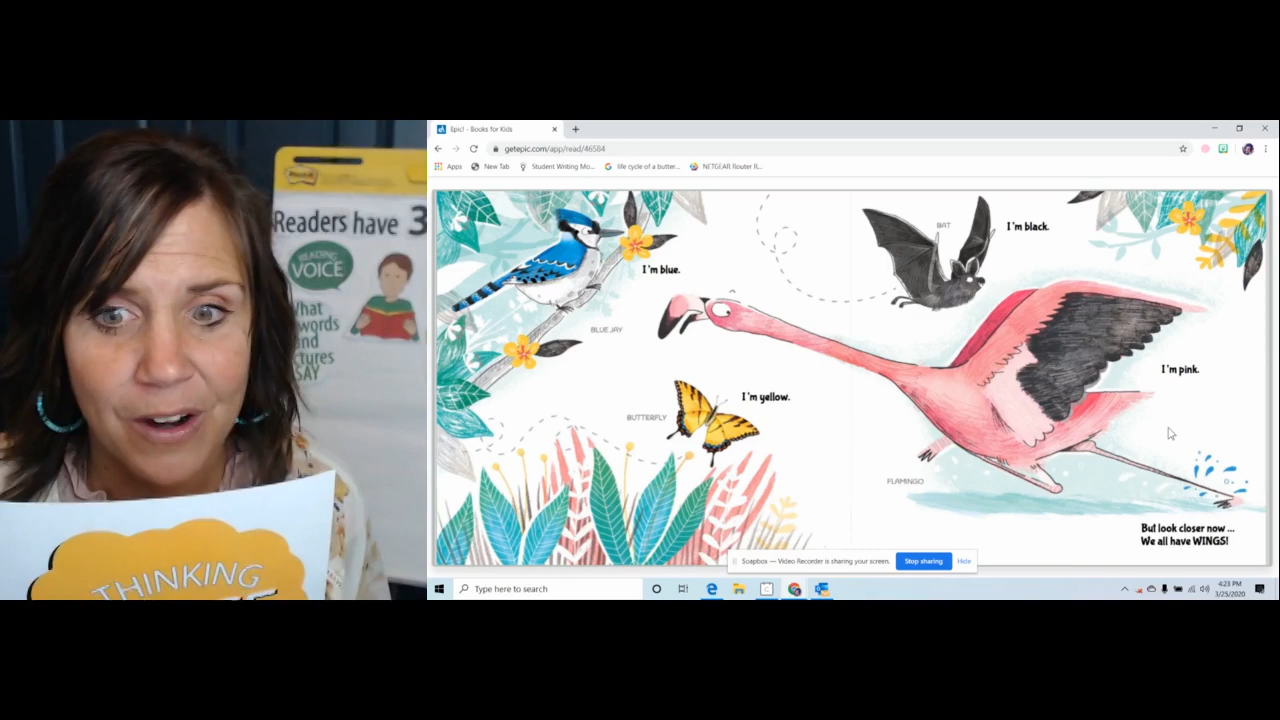 Post-it
Readers have 3
READING
VOICE
What
words
and
pictures
SAY
THINKING
Epic! - Books for Kids
getepic.com/app/read/46584
Apps
New Tab
Student Writing Mo...
life cycle of a butter...
NETGEAR Router R...
I'm blue.
BLUE JAY
BUTTERFLY
I'm yellow.
BAT
I'm black.
I'm pink.
FLAMINGO
But look closer now ...
We all have WINGS!
Soapbox — Video Recorder is sharing your screen.
Stop sharing
Hide
Type here to search
4:23 PM
3/25/2020